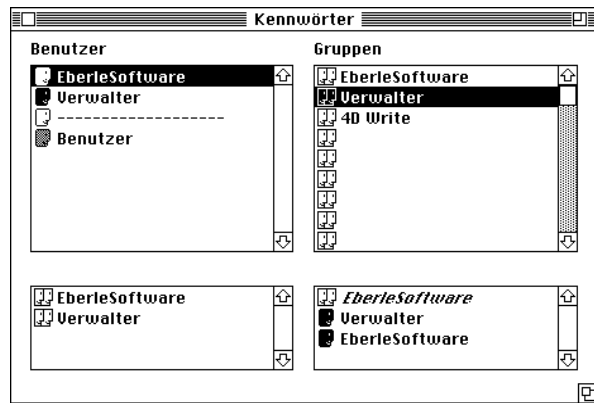 Kennwörter
Benutzer
EberleSoftware
Verwalter
-------------------
Benutzer
Gruppen
EberleSoftware
Verwalter
4D Write
EberleSoftware
Verwalter
EberleSoftware
Verwalter
EberleSoftware